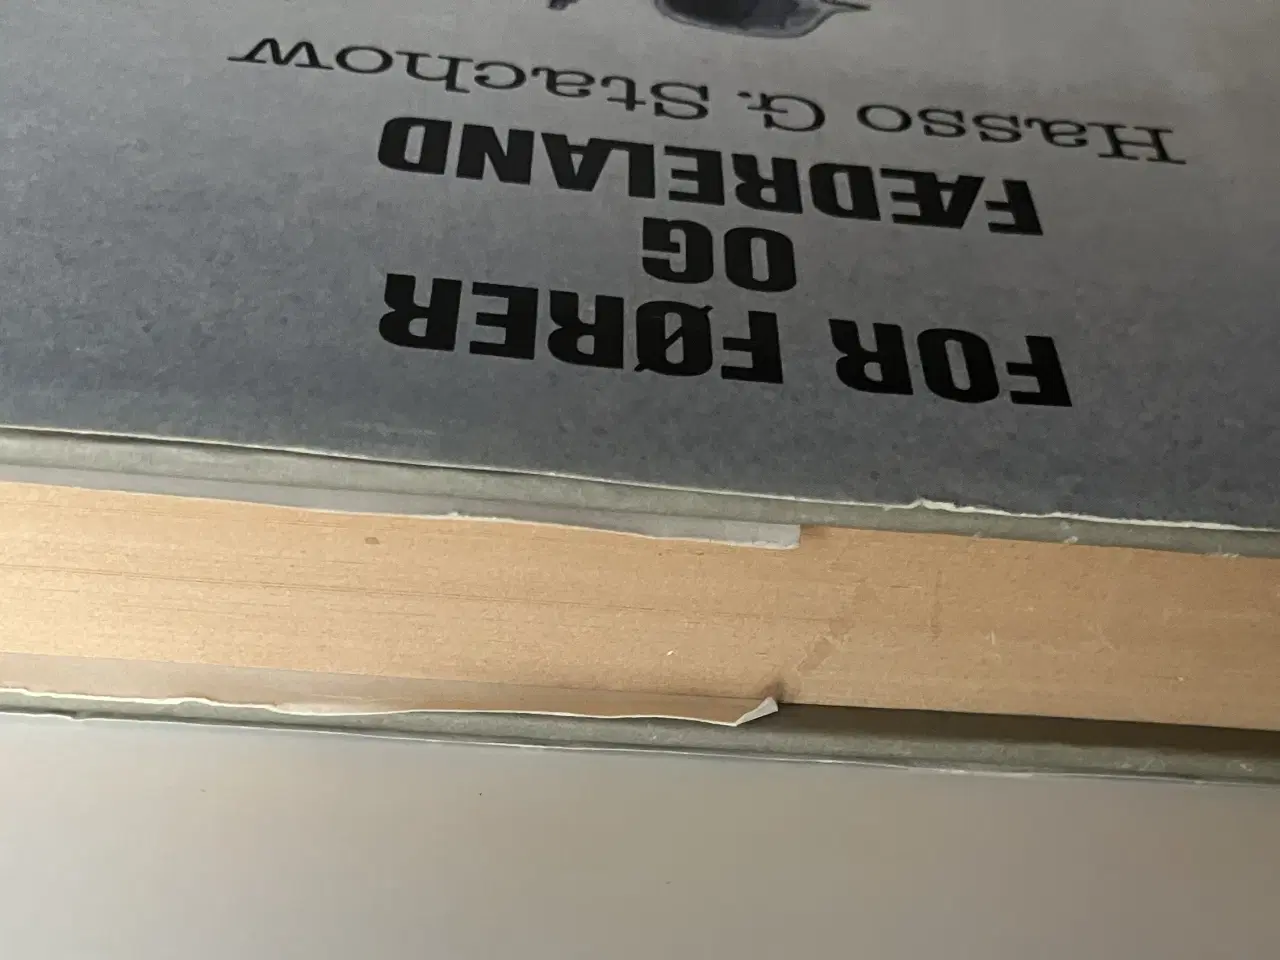 FOR FØRER
OG
FÆDRELAND
Hasso G. Stachow